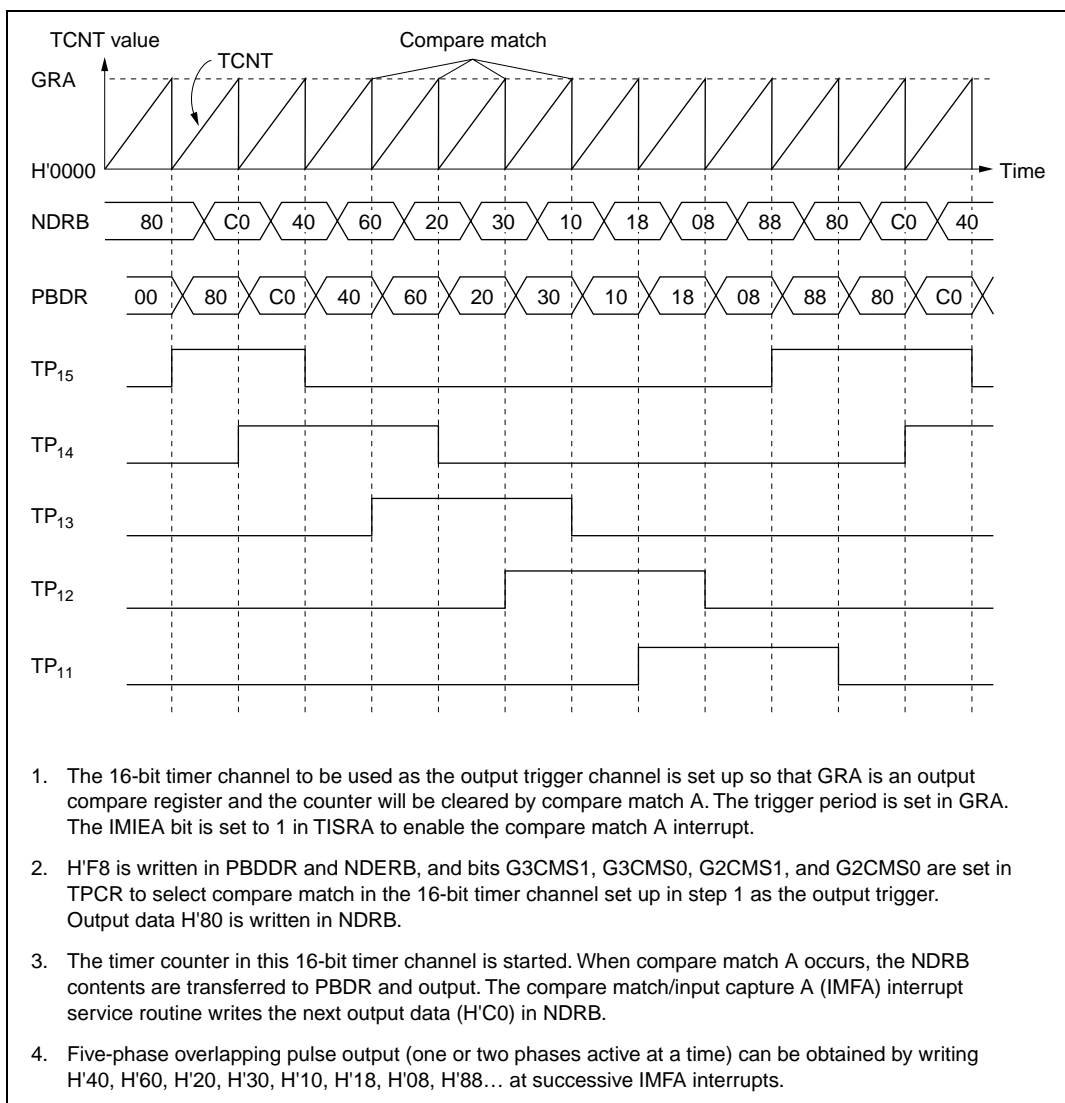 TCNT value
Compare match
TCNT
GRA
H'0000
Time
NDRB 80 C0 40 60 20 30 10 18 08 88 80 C0 40
PBDR 00 80 C0 40 60 20 30 10 18 08 88 80 C0
TP15
TP14
TP13
TP12
TP11
1. The 16-bit timer channel to be used as the output trigger channel is set up so that GRA is an output
compare register and the counter will be cleared by compare match A. The trigger period is set in GRA.
The IMIEA bit is set to 1 in TISRA to enable the compare match A interrupt.
2. H'F8 is written in PBDDR and NDERB, and bits G3CMS1, G3CMS0, G2CMS1, and G2CMS0 are set in
TPCR to select compare match in the 16-bit timer channel set up in step 1 as the output trigger.
Output data H'80 is written in NDRB.
3. The timer counter in this 16-bit timer channel is started. When compare match A occurs, the NDRB
contents are transferred to PBDR and output. The compare match/input capture A (IMFA) interrupt
service routine writes the next output data (H'C0) in NDRB.
4. Five-phase overlapping pulse output (one or two phases active at a time) can be obtained by writing
H'40, H'60, H'20, H'30, H'10, H'18, H'08, H'88… at successive IMFA interrupts.